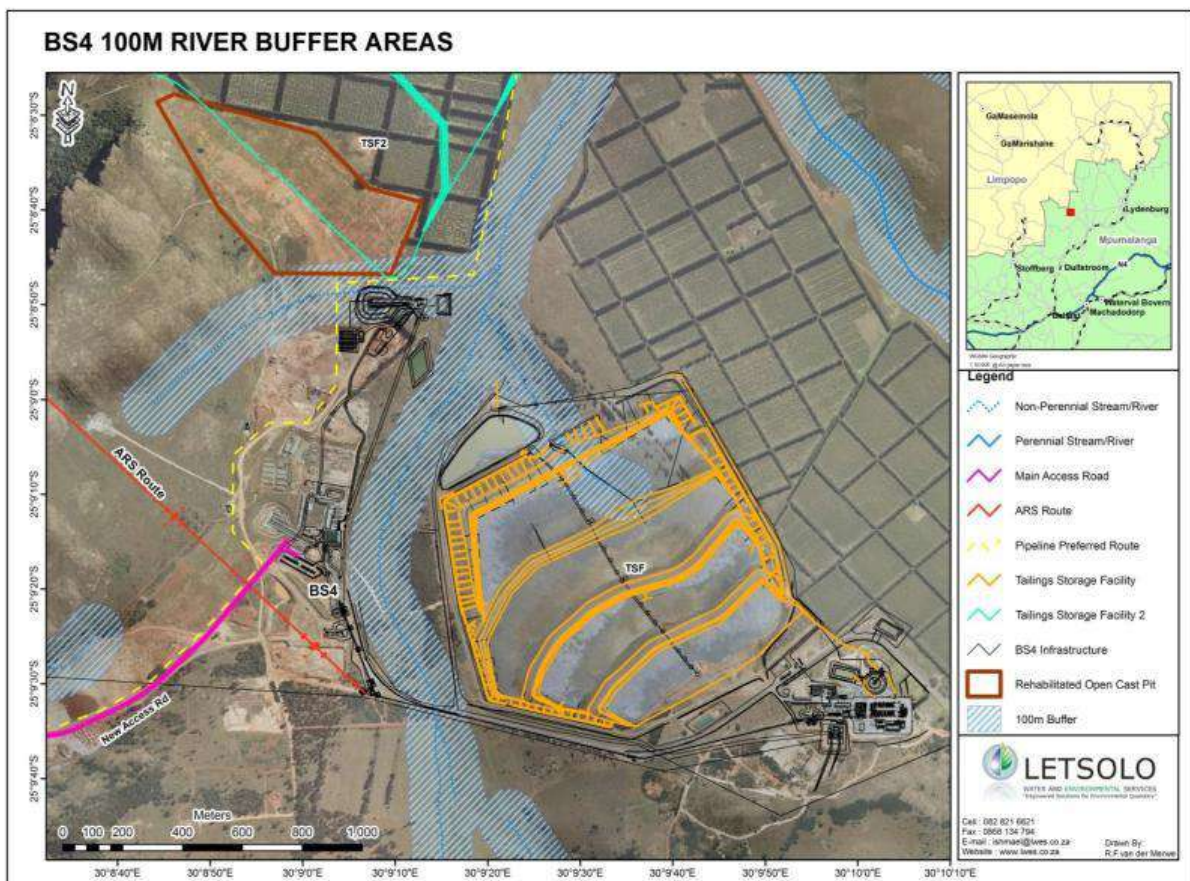 BS4 100M RIVER BUFFER AREAS
N
25°8'30"S
25°8'40"S
25°8'50"S
25°9'0"S
25°9'10"S
25°9'20"S
25°9'30"S
25°9'40"S
TSF2
ARS Route
TSF
BS4
New Access Rd
Meters
0 100 200 400 600 800 1,000
30°8'40"E
30°8'50"E
30°9'0"E
30°9'10"E
30°9'20"E
30°9'30"E
30°9'40"E
30°9'50"E
30°10'0"E
30°10'10"E
GaMasemola
GaMarishane
Limpopo
Lydenburg
Mpumalanga
Stoffberg
Dullstroom
N4
Waterval Boven
Machadodorp
Legend
Non-Perennial Stream/River
Perennial Stream/River
Main Access Road
ARS Route
Pipeline Preferred Route
Tailings Storage Facility
Tailings Storage Facility 2
BS4 Infrastructure
Rehabilitated Open Cast Pit
100m Buffer
LETSOLO
WATER AND ENVIRONMENTAL SERVICES
Cell : 082 821 6621
Fax : 0866 134 794
E-mail : ishmael@lwes.co.za
Website : www.lwes.co.za
Drawn By:
R.F van der Merwe